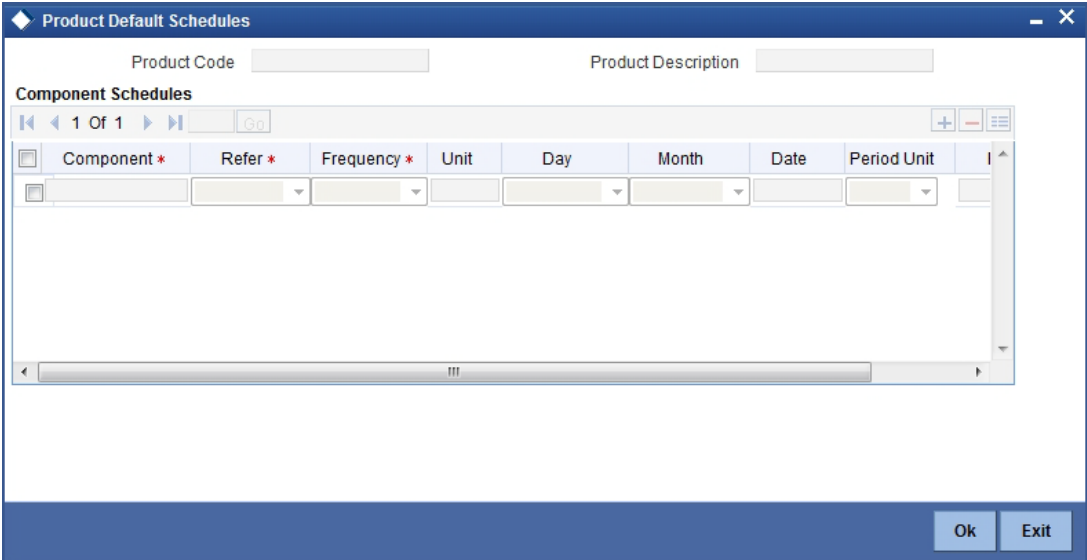 Product Default Schedules
Product Code Product Description
Component Schedules
1 Of 1 Go
Component * Refer * Frequency * Unit Day Month Date Period Unit
Ok Exit